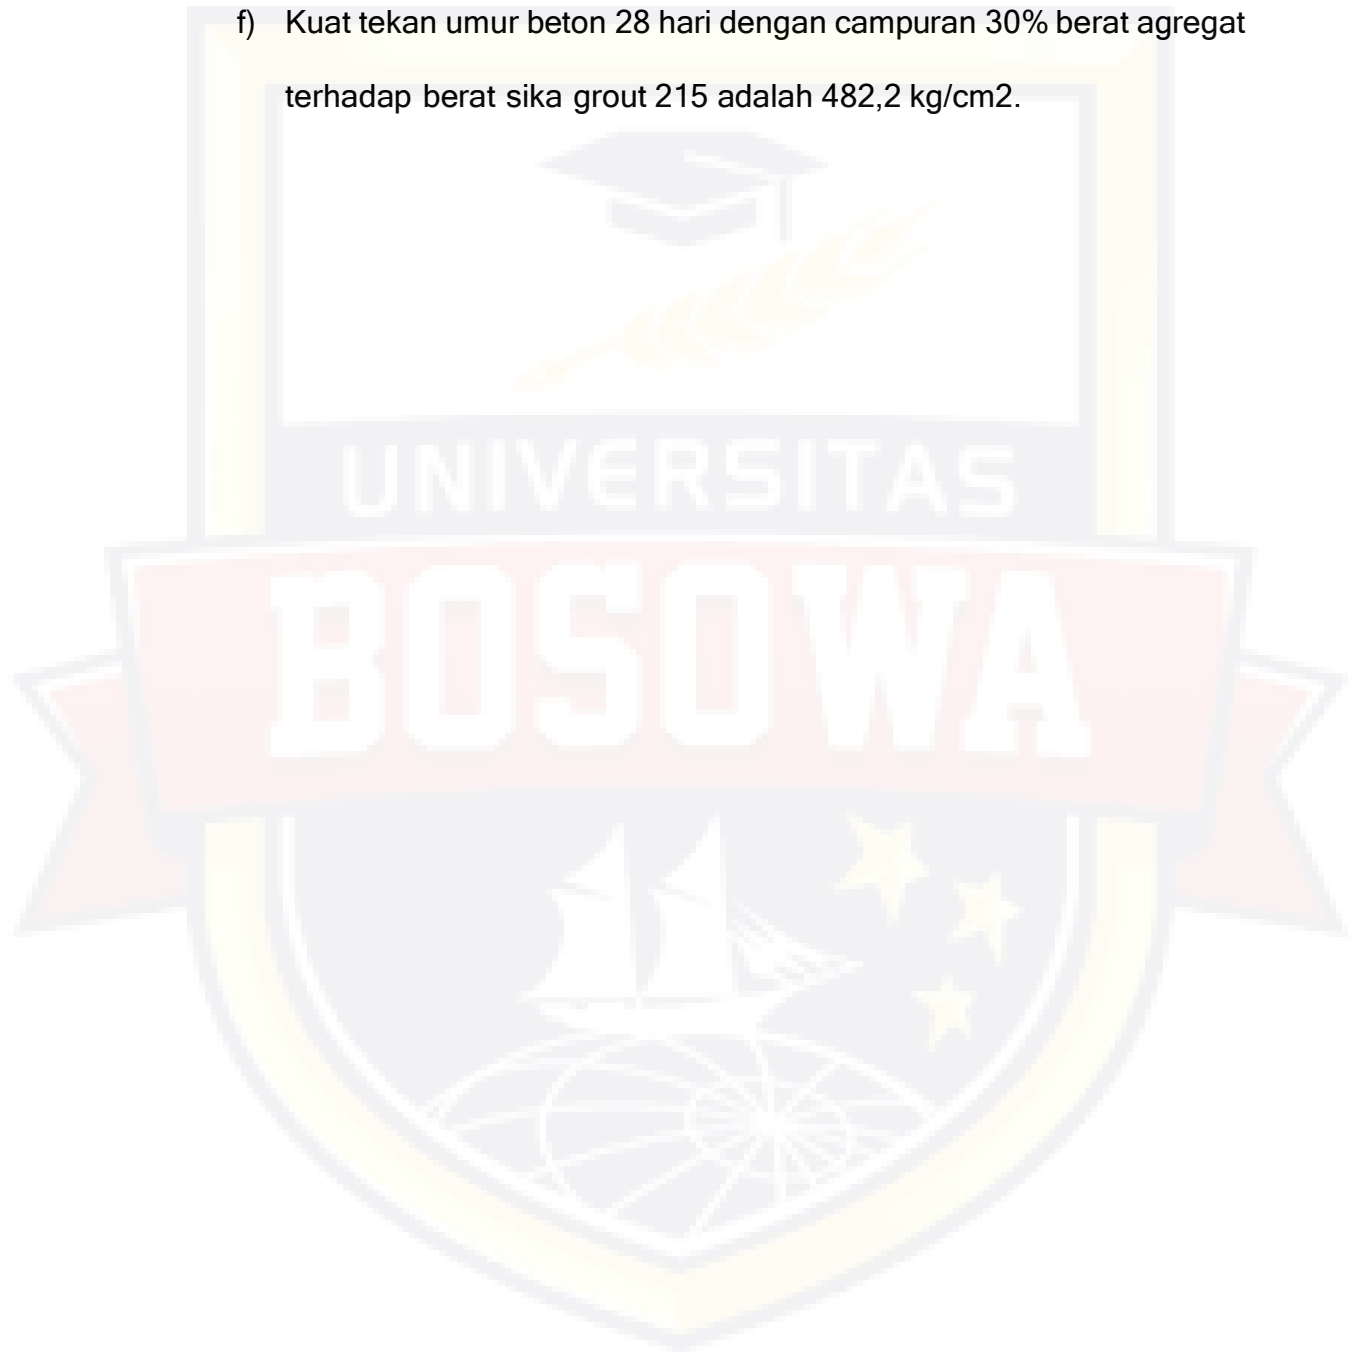 f) Kuat tekan umur beton 28 hari dengan campuran 30% berat agregat
terhadap berat sika grout 215 adalah 482,2 kg/cm2.
UNIVERSITAS
BOSOWA